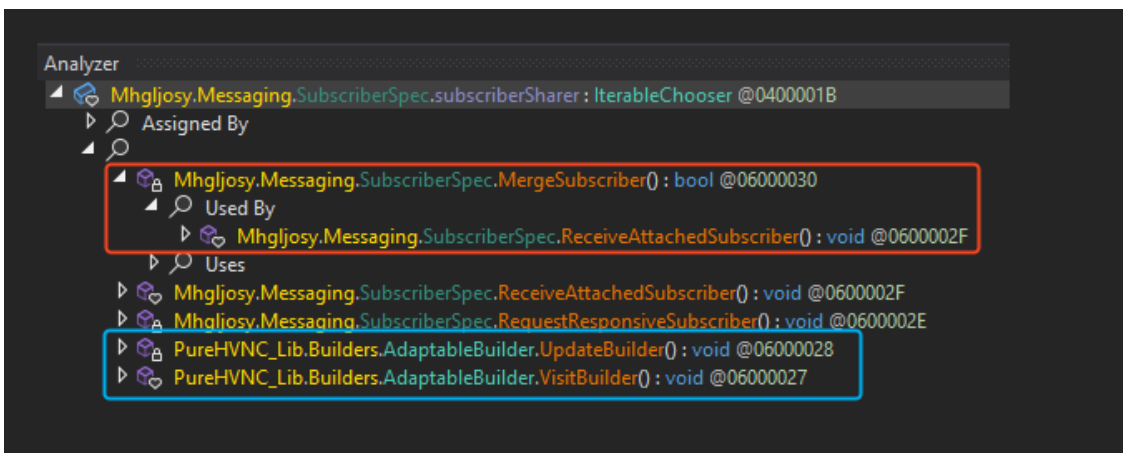 Analyzer
Mhgljosy.Messaging.SubscriberSpec.subscriberSharer : IterableChooser @0400001B
Assigned By
Mhgljosy.Messaging.SubscriberSpec.MergeSubscriber() : bool @06000030
Used By
Mhgljosy.Messaging.SubscriberSpec.ReceiveAttachedSubscriber() : void @0600002F
Uses
Mhgljosy.Messaging.SubscriberSpec.ReceiveAttachedSubscriber() : void @0600002F
Mhgljosy.Messaging.SubscriberSpec.RequestResponsiveSubscriber() : void @0600002E
PureHVNC_Lib.Builders.AdaptableBuilder.UpdateBuilder() : void @06000028
PureHVNC_Lib.Builders.AdaptableBuilder.VisitBuilder() : void @06000027